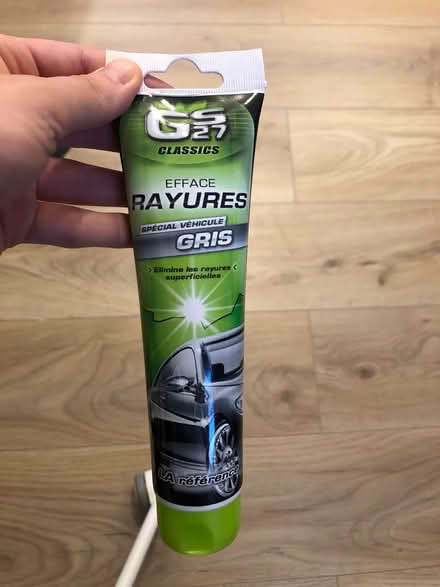 GS27
CLASSICS
EFFACE
RAYURES
SPÉCIAL VÉHICULE
GRIS
› Elimine les rayures ‹
superficielles
LA référence